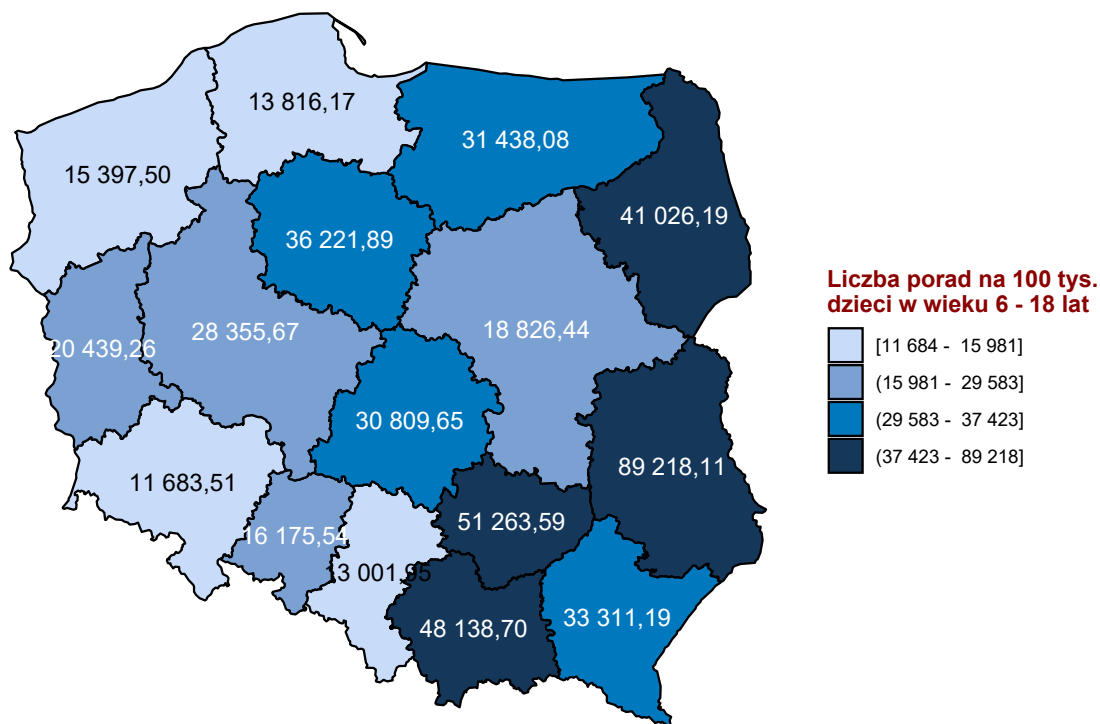 13 816,17
31 438,08
15 397,50
41 026,19
36 221,89
18 826,44
28 355,67
20 439,26
30 809,65
89 218,11
11 683,51
51 263,59
16 175,54
3 001,95
33 311,19
48 138,70
Liczba porad na 100 tys.
dzieci w wieku 6 - 18 lat
[11 684 - 15 981]
(15 981 - 29 583]
(29 583 - 37 423]
(37 423 - 89 218]